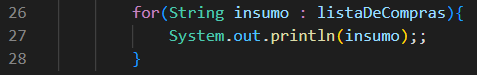 26 for(String insumo : listaDeCompras){
27 System.out.println(insumo);;
28 }